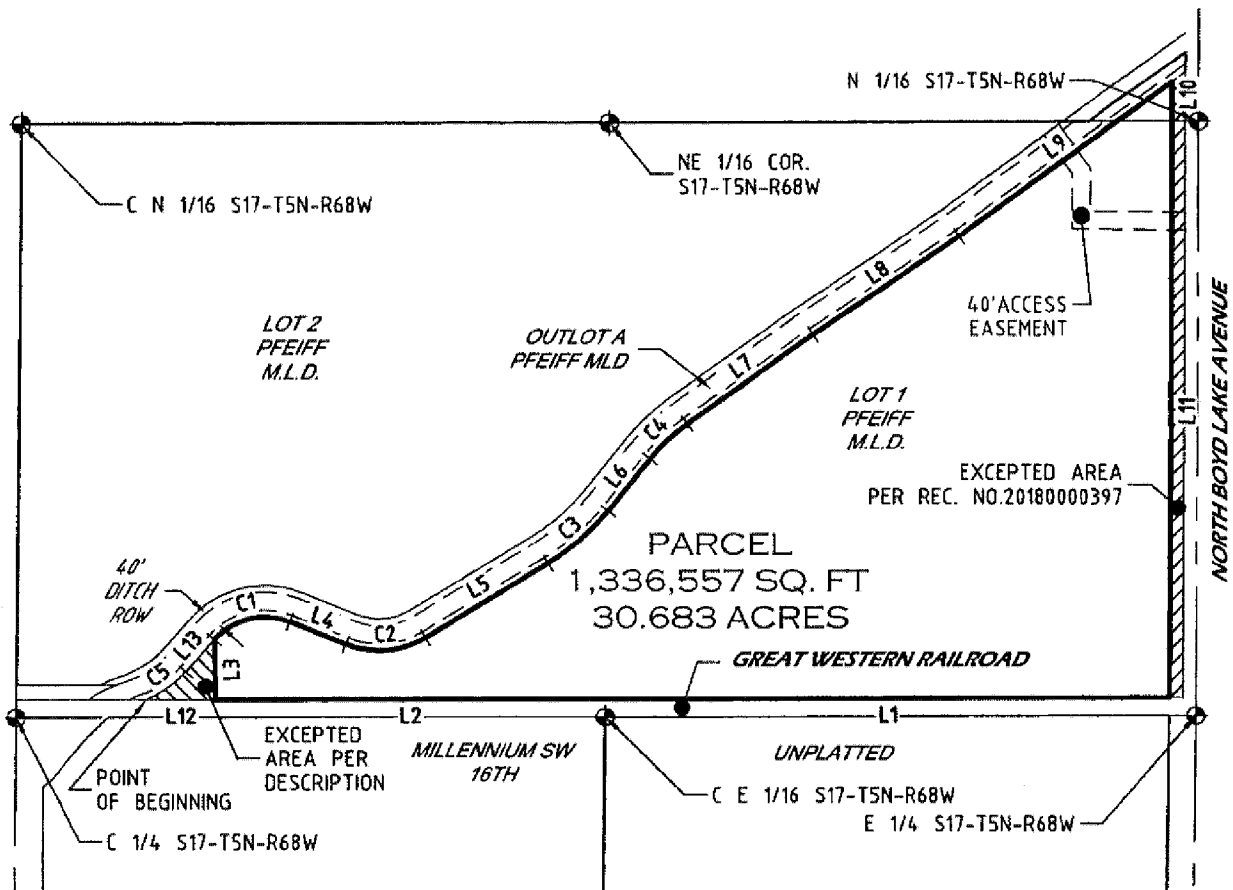 N 1/16 S17-T5N-R68W
L10
NE 1/16 COR.
S17-T5N-R68W
C N 1/16 S17-T5N-R68W
L9
L8
40' ACCESS
EASEMENT
LOT 2
PFEIFF
M.L.D.
OUTLOT A
PFEIFF MLD
L7
LOT 1
PFEIFF
M.L.D.
L11
NORTH BOYD LAKE AVENUE
C4
L6
EXCEPTED AREA
PER REC. NO.20180000397
C3
PARCEL
1,336,557 SQ. FT
30.683 ACRES
40'
DITCH
ROW
C1
L4
C2
L5
L13
C5
L3
GREAT WESTERN RAILROAD
L12
L2
L1
EXCEPTED
AREA PER
DESCRIPTION
MILLENNIUM SW
16TH
UNPLATTED
POINT
OF BEGINNING
C E 1/16 S17-T5N-R68W
E 1/4 S17-T5N-R68W
C 1/4 S17-T5N-R68W